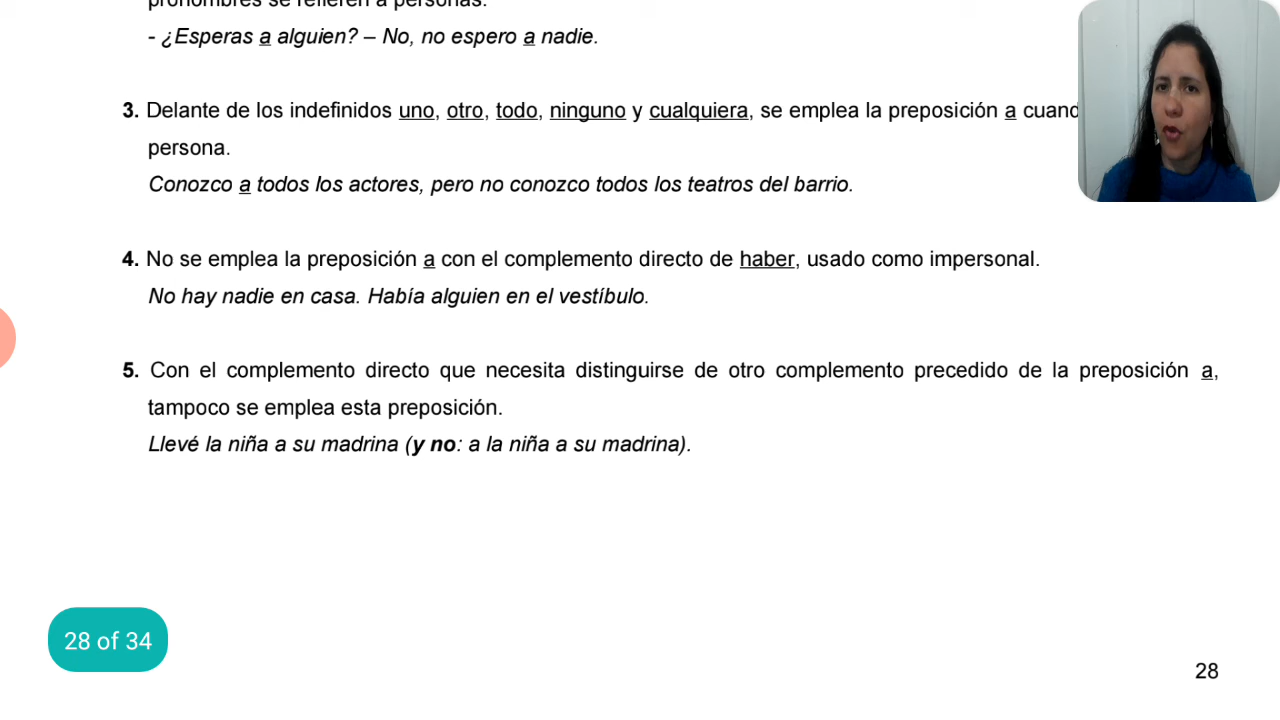 pronombres se refieren a personas.
- ¿Esperas a alguien? – No, no espero a nadie.
3. Delante de los indefinidos uno, otro, todo, ninguno y cualquiera, se emplea la preposición a
persona.
Conozco a todos los actores, pero no conozco todos los teatros del barrio.
4. No se emplea la preposición a con el complemento directo de haber, usado como impersonal.
No hay nadie en casa. Había alguien en el vestíbulo.
5. Con el complemento directo que necesita distinguirse de otro complemento precedido de la preposición a,
tampoco se emplea esta preposición.
Llevé la niña a su madrina (y no: a la niña a su madrina).
28 of 34
28